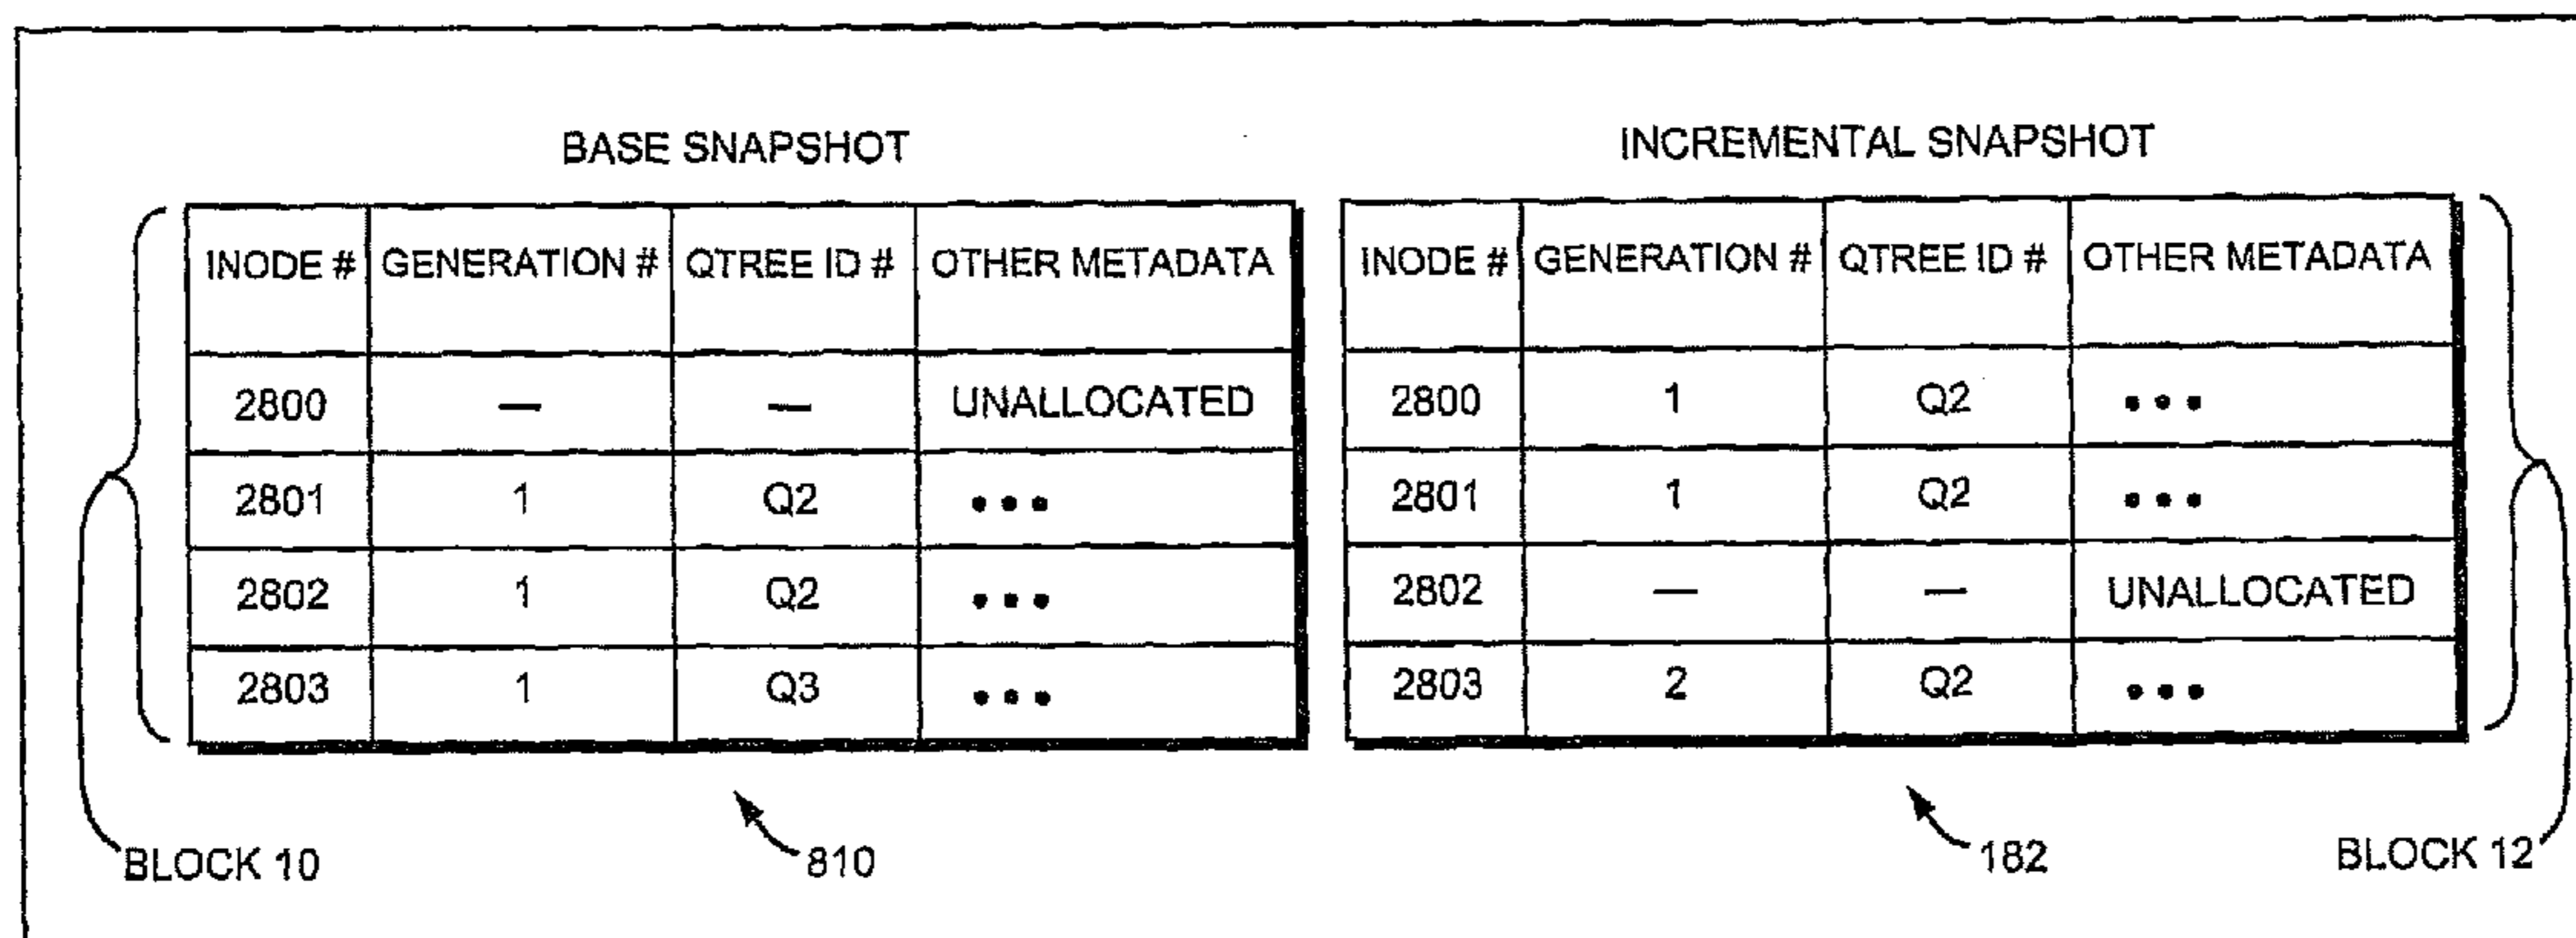 BASE SNAPSHOT
INODE # GENERATION # QTREE ID # OTHER METADATA
2800 — — UNALLOCATED
2801 1 Q2 •••
2802 1 Q2 •••
2803 1 Q3 •••
BLOCK 10
810
INCREMENTAL SNAPSHOT
INODE # GENERATION # QTREE ID # OTHER METADATA
2800 1 Q2 •••
2801 1 Q2 •••
2802 — — UNALLOCATED
2803 2 Q2 •••
182
BLOCK 12